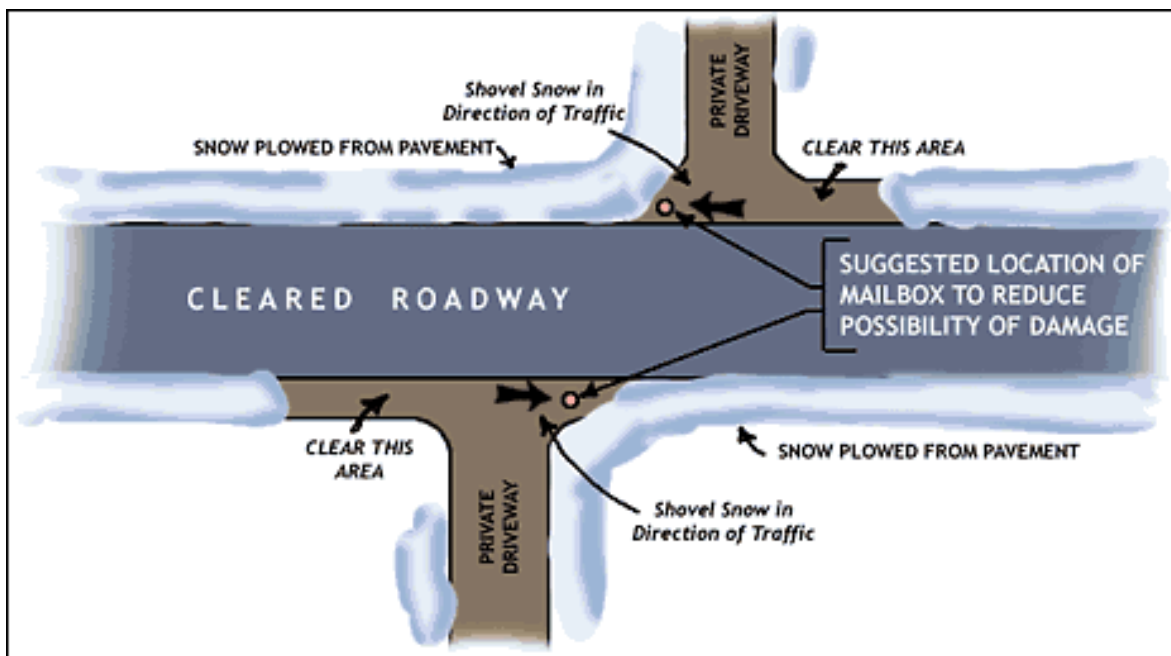 PRIVATE
DRIVEWAY
Shovel Snow in
Direction of Traffic
SNOW PLOWED FROM PAVEMENT
CLEAR THIS AREA
CLEARED ROADWAY
SUGGESTED LOCATION OF
MAILBOX TO REDUCE
POSSIBILITY OF DAMAGE
CLEAR THIS
AREA
SNOW PLOWED FROM PAVEMENT
PRIVATE
DRIVEWAY
Shovel Snow in
Direction of Traffic